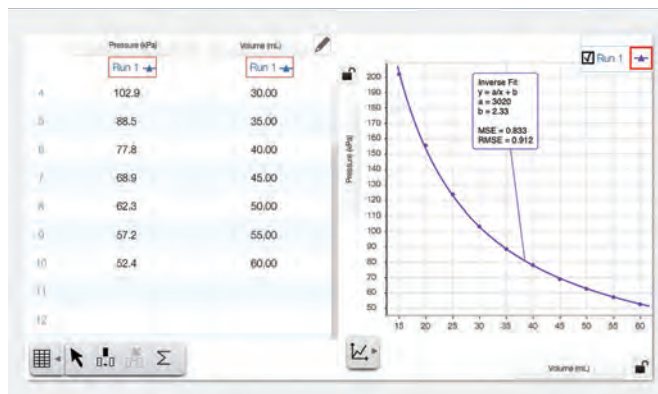 Pressure (kPa) Volume (mL)
Run 1 Run 1
4 102.9 30.00
5 88.5 35.00
6 77.8 40.00
7 68.9 45.00
8 62.3 50.00
9 57.2 55.00
10 52.4 60.00
11
12
Σ
Run 1
Inverse Fit:
y = a/x + b
a = 3020
b = 2.33
MSE = 0.833
RMSE = 0.912
Pressure (kPa)
200
190
180
170
160
150
140
130
120
110
100
90
80
70
60
50
15 20 25 30 35 40 45 50 55 60
Volume (mL)